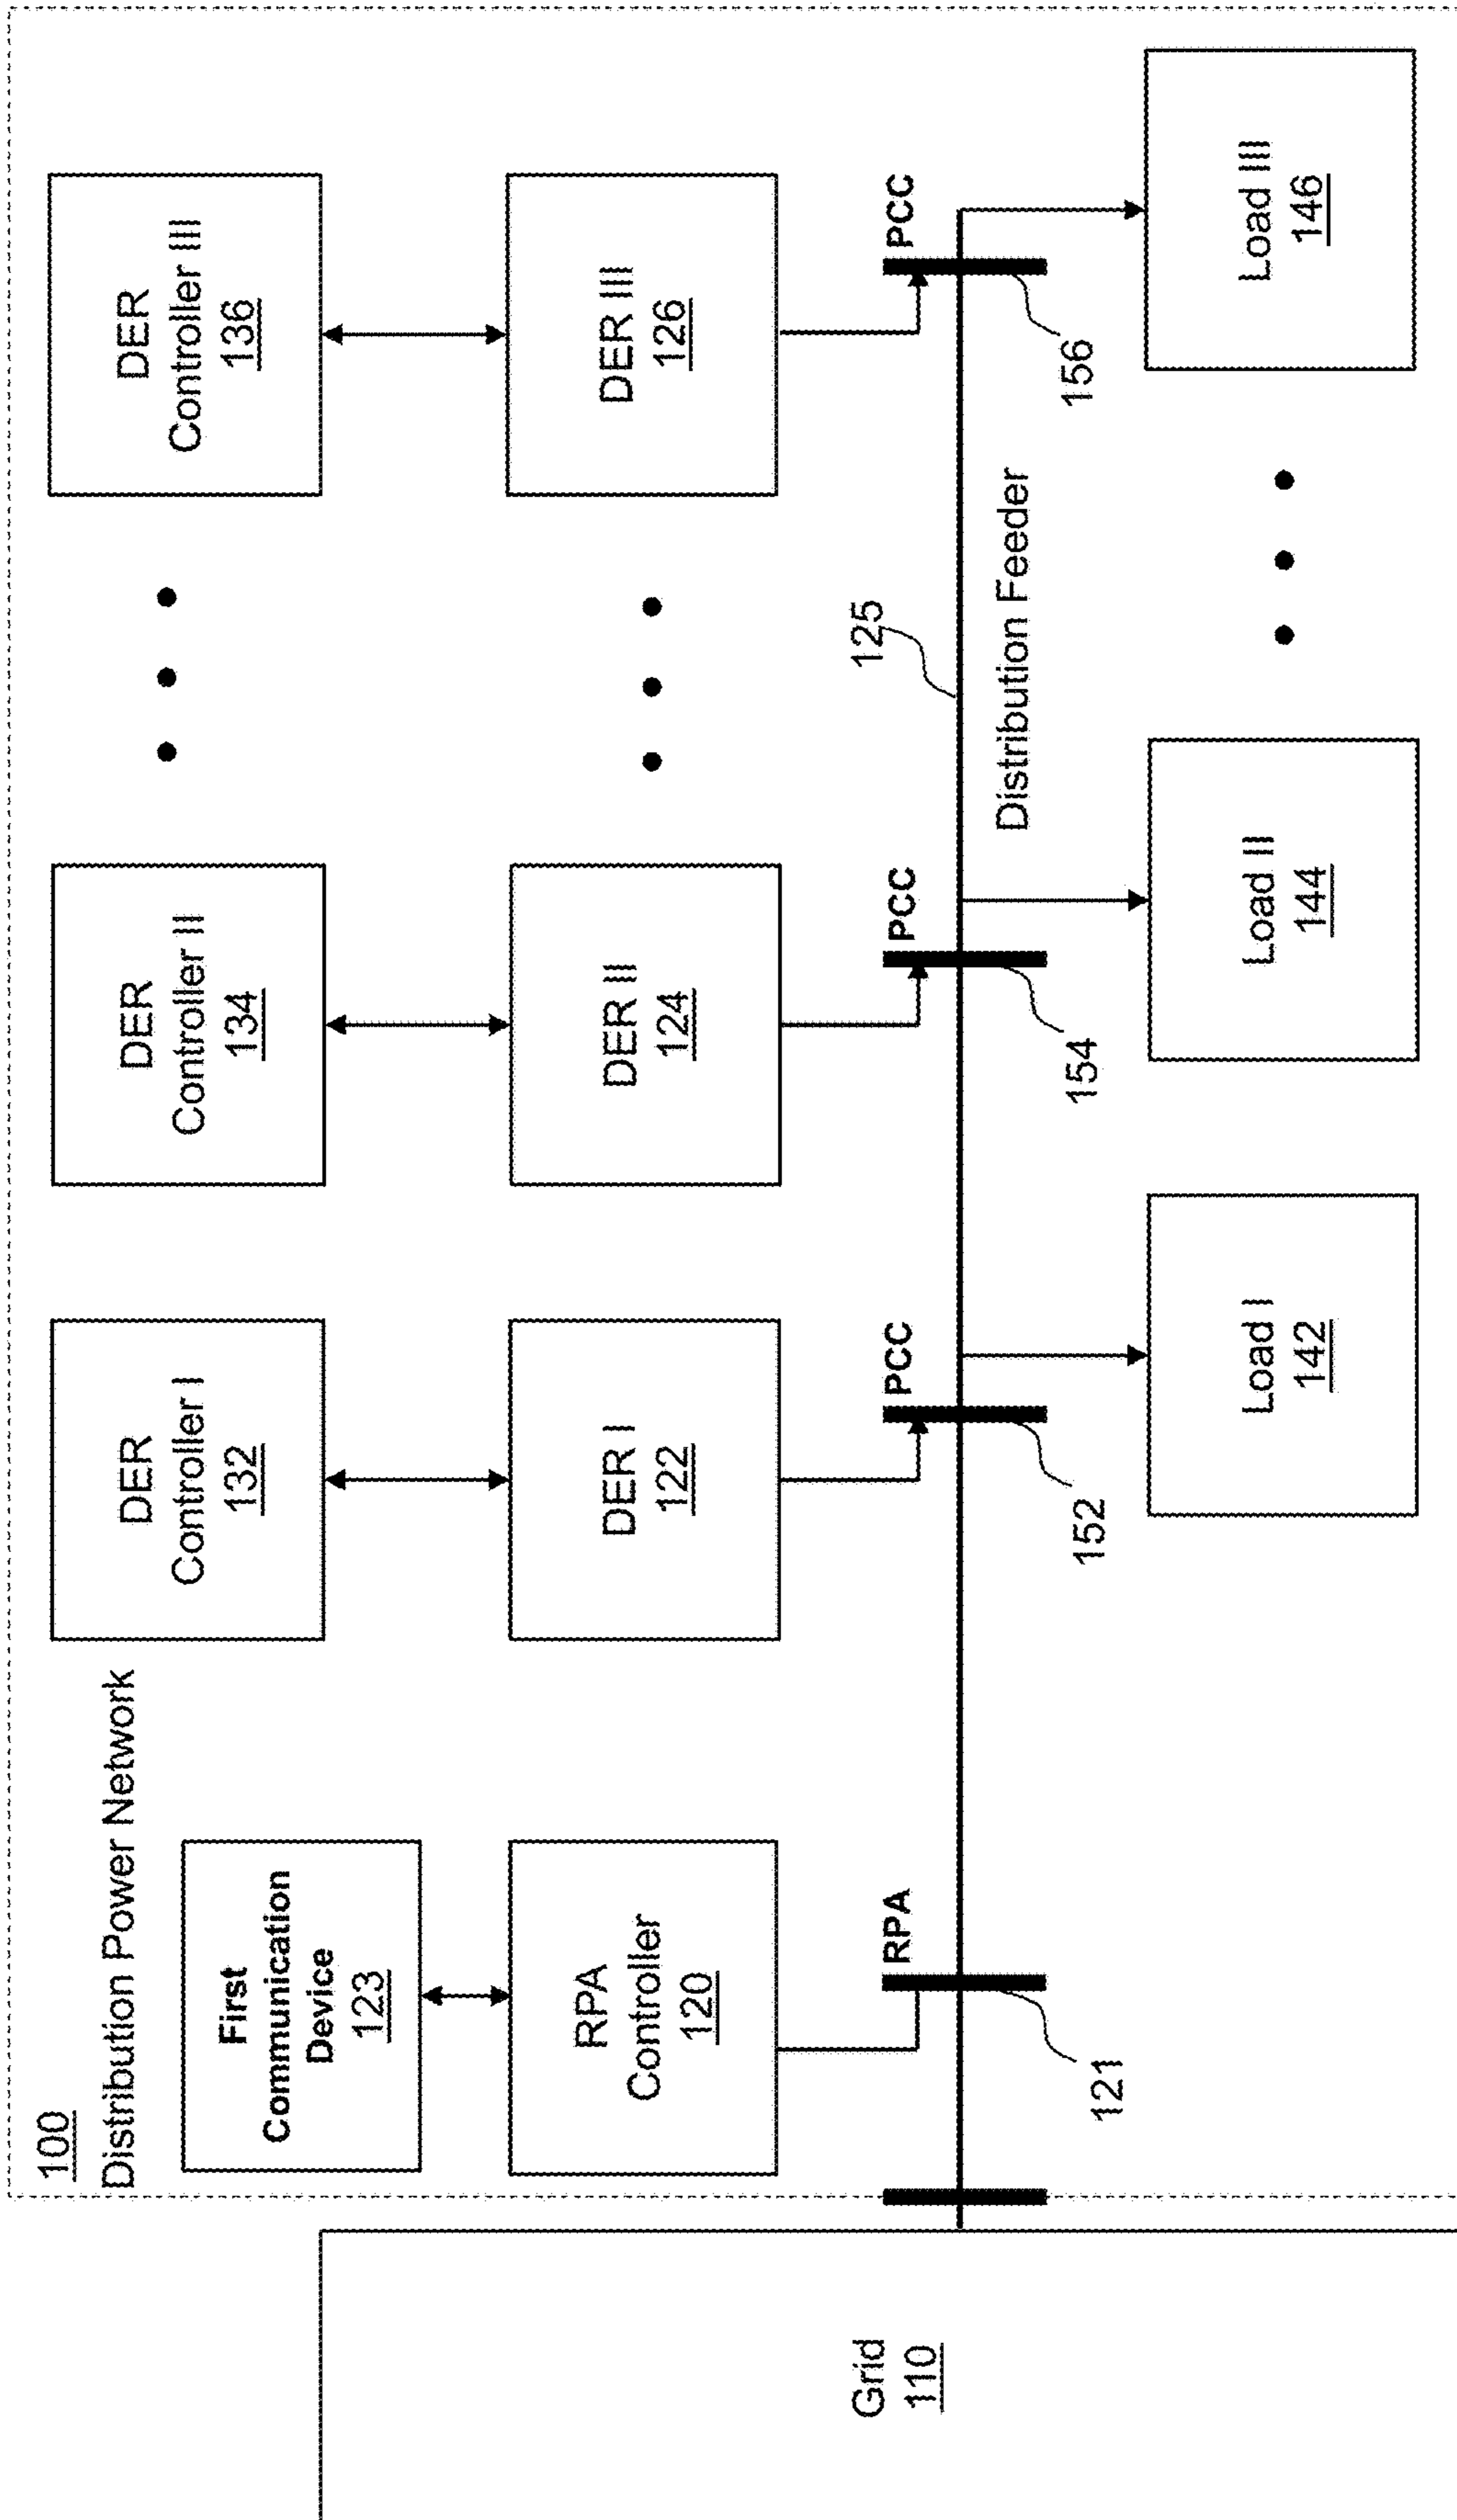 100
Distribution Power Network
First
Communication
Device
123
DER
Controller I
132
DER
Controller II
134
DER
Controller III
136
RPA
Controller
120
DER I
122
DER II
124
DER III
126
Grid
110
RPA
PCC
PCC
PCC
125
Distribution Feeder
121
152
154
156
Load I
142
Load II
144
Load III
146